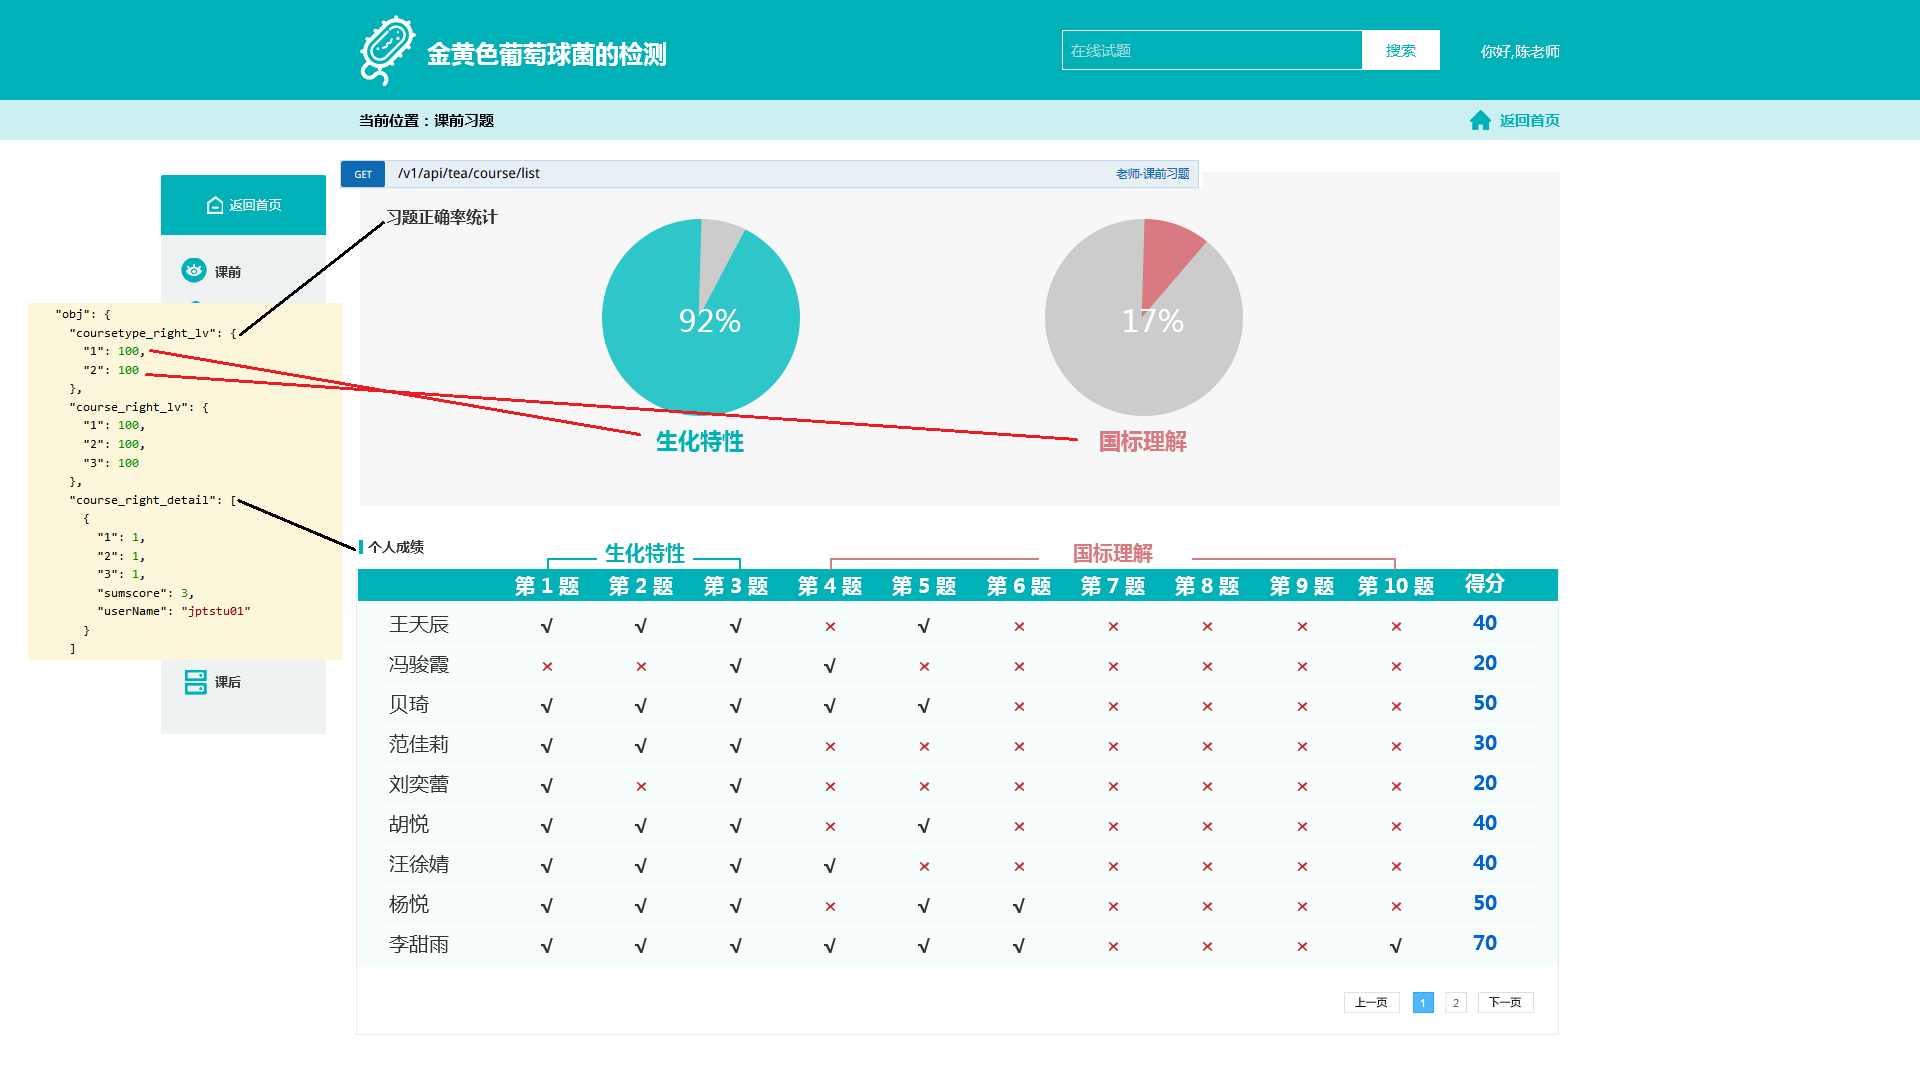 金黄色葡萄球菌的检测
在线试题 搜索 你好,陈老师
当前位置：课前习题 返回首页
GET /v1/api/tea/course/list 老师-课前习题
返回首页
课前
课后
"obj": {
"coursetype_right_lv": {
"1": 100,
"2": 100
},
"course_right_lv": {
"1": 100,
"2": 100,
"3": 100
},
"course_right_detail": [
{
"1": 1,
"2": 1,
"3": 1,
"sumscore": 3,
"userName": "jptstu01"
}
]
习题正确率统计
92% 17%
生化特性 国标理解
个人成绩 生化特性 国标理解
第 1 题 第 2 题 第 3 题 第 4 题 第 5 题 第 6 题 第 7 题 第 8 题 第 9 题 第 10 题 得分
王天辰 √ √ √ × √ × × × × × 40
冯骏霞 × × √ √ × × × × × × 20
贝琦 √ √ √ √ √ × × × × × 50
范佳莉 √ √ √ × × × × × × × 30
刘奕蕾 √ × √ × × × × × × × 20
胡悦 √ √ √ × √ × × × × × 40
汪徐婧 √ √ √ √ × × × × × × 40
杨悦 √ √ √ × √ √ × × × × 50
李甜雨 √ √ √ √ √ √ × × × √ 70
上一页 1 2 下一页